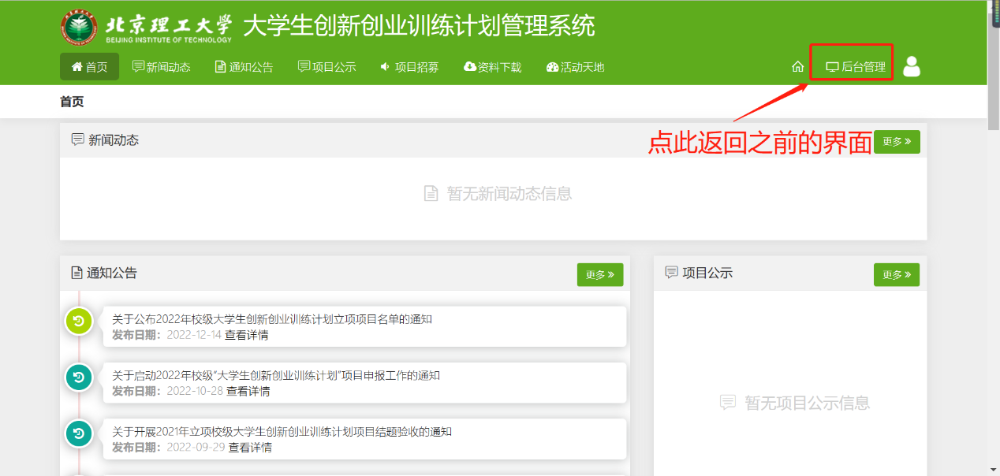 北京理工大学 大学生创新创业训练计划管理系统
BEIJING INSTITUTE OF TECHNOLOGY
首页 新闻动态 通知公告 项目公示 项目招募 资料下载 活动天地 后台管理
首页
新闻动态
点此返回之前的界面 更多 »
暂无新闻动态信息
通知公告 更多 »
项目公示 更多 »
关于公布2022年校级大学生创新创业训练计划立项项目名单的通知
发布日期：2022-12-14 查看详情
关于启动2022年校级“大学生创新创业训练计划”项目申报工作的通知
发布日期：2022-10-28 查看详情
关于开展2021年立项校级大学生创新创业训练计划项目结题验收的通知
发布日期：2022-09-29 查看详情
暂无项目公示信息